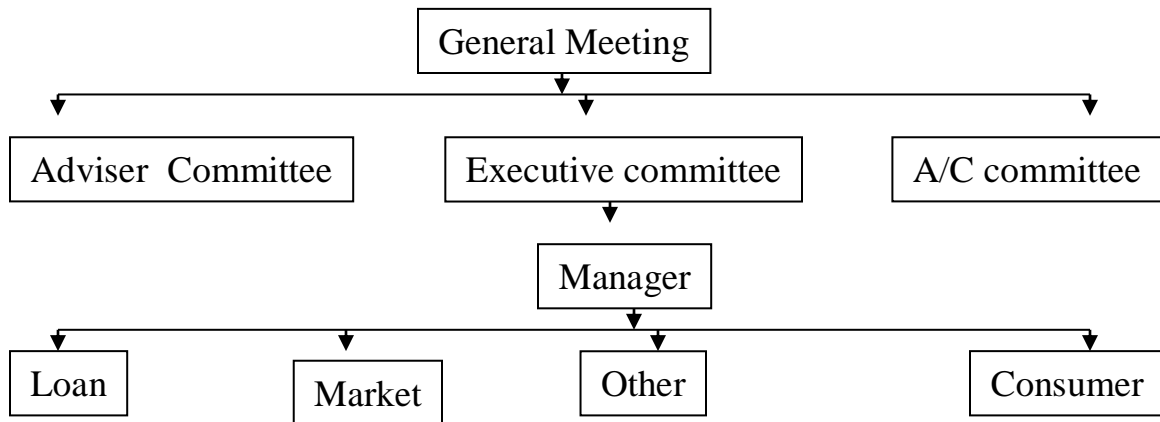 General Meeting
Adviser Committee
Executive committee
A/C committee
Manager
Loan
Market
Other
Consumer